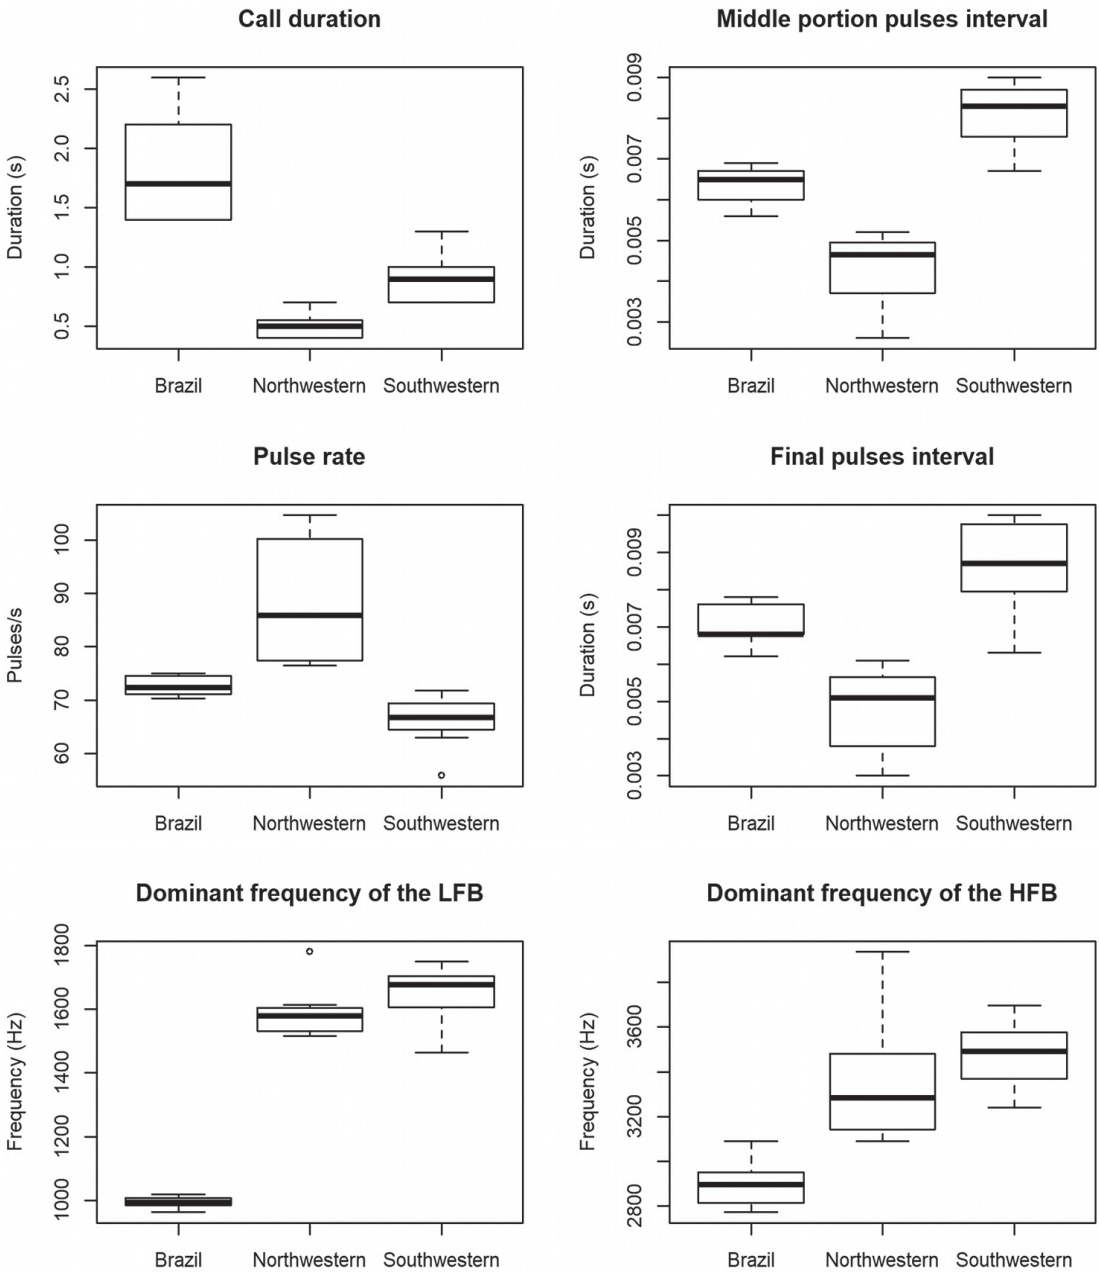 Call duration
Duration (s)
2.5
2.0
1.5
1.0
0.5
Brazil Northwestern Southwestern
Middle portion pulses interval
Duration (s)
0.009
0.007
0.005
0.003
Brazil Northwestern Southwestern
Pulse rate
Pulses/s
100
90
80
70
60
Brazil Northwestern Southwestern
Final pulses interval
Duration (s)
0.009
0.007
0.005
0.003
Brazil Northwestern Southwestern
Dominant frequency of the LFB
Frequency (Hz)
1800
1600
1400
1200
1000
Brazil Northwestern Southwestern
Dominant frequency of the HFB
Frequency (Hz)
3600
3200
2800
Brazil Northwestern Southwestern